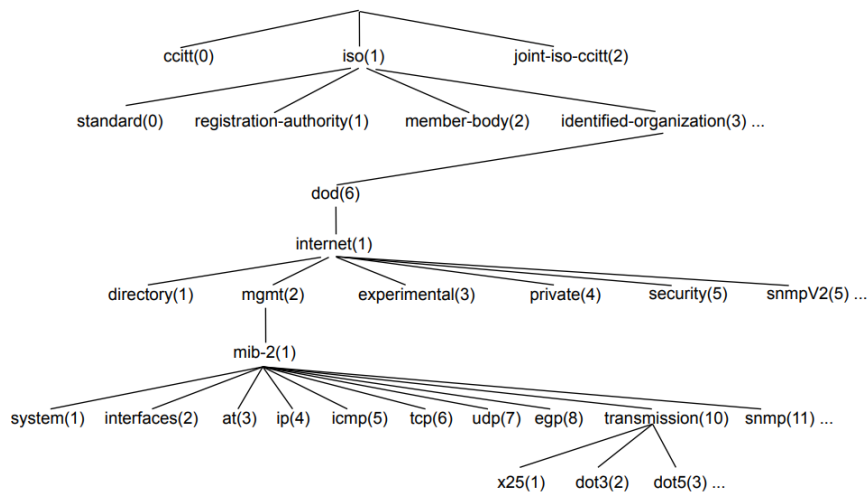 ccitt(0) iso(1) joint-iso-ccitt(2)
standard(0) registration-authority(1) member-body(2) identified-organization(3) ...
dod(6)
internet(1)
directory(1) mgmt(2) experimental(3) private(4) security(5) snmpV2(5) ...
mib-2(1)
system(1) interfaces(2) at(3) ip(4) icmp(5) tcp(6) udp(7) egp(8) transmission(10) snmp(11) ...
x25(1) dot3(2) dot5(3) ...